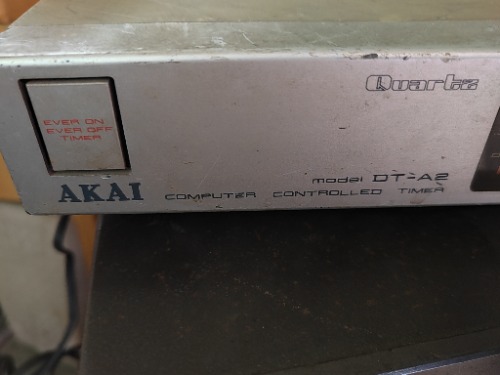 Quartz
EVER ON
EVER OFF
TIMER
model DT-A2
AKAI COMPUTER CONTROLLED TIMER